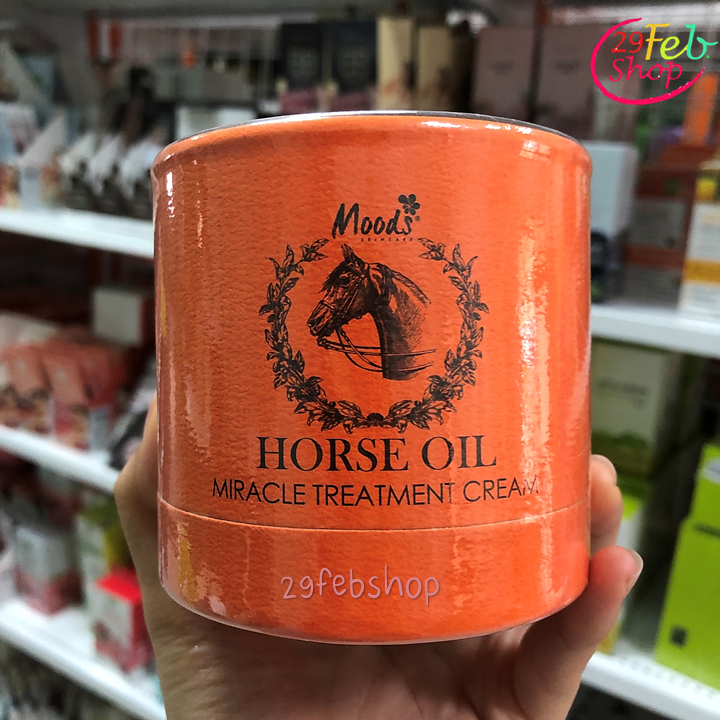 29Feb
Shop
Moods
SKINCARE
HORSE OIL
MIRACLE TREATMENT CREAM
29febshop